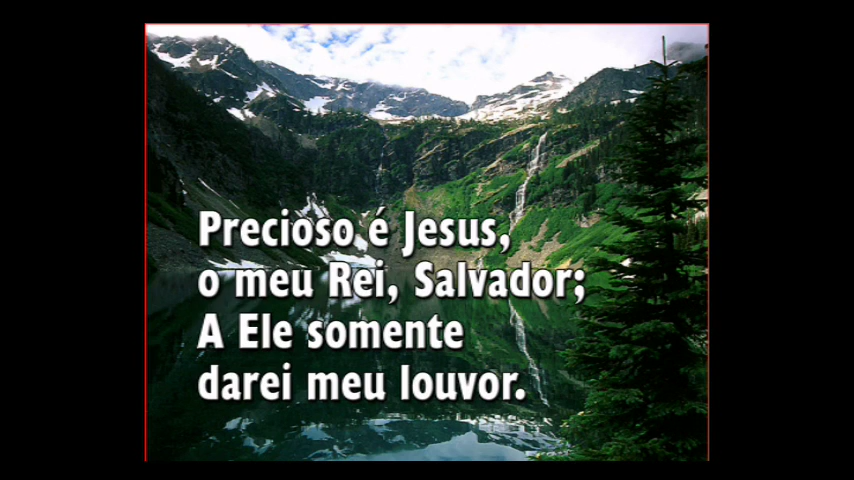 Precioso é Jesus,
o meu Rei, Salvador;
A Ele somente
darei meu louvor.